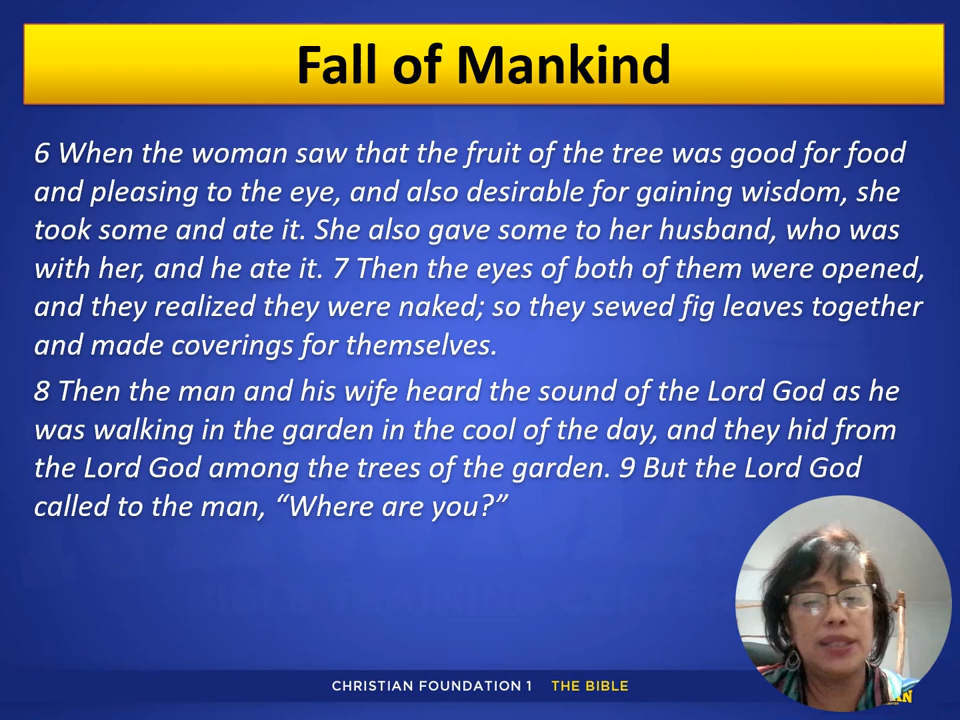 Fall of Mankind
6 When the woman saw that the fruit of the tree was good for food
and pleasing to the eye, and also desirable for gaining wisdom, she
took some and ate it. She also gave some to her husband, who was
with her, and he ate it. 7 Then the eyes of both of them were opened,
and they realized they were naked; so they sewed fig leaves together
and made coverings for themselves.
8 Then the man and his wife heard the sound of the Lord God as he
was walking in the garden in the cool of the day, and they hid from
the Lord God among the trees of the garden. 9 But the Lord God
called to the man, “Where are you?”
CHRISTIAN FOUNDATION 1 THE BIBLE